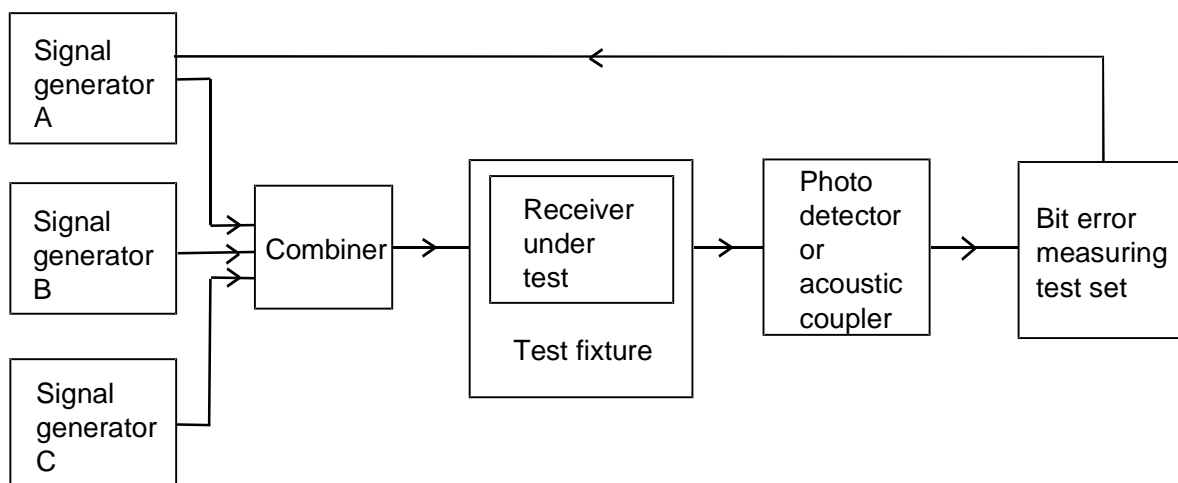 Signal
generator
A
Signal
generator
B
Signal
generator
C
Combiner
Receiver
under
test
Test fixture
Photo
detector
or
acoustic
coupler
Bit error
measuring
test set